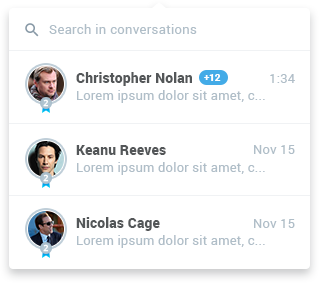 Search in conversations
Christopher Nolan +12 1:34
Lorem ipsum dolor sit amet, c...
2
Keanu Reeves Nov 15
Lorem ipsum dolor sit amet, c...
2
Nicolas Cage Nov 15
Lorem ipsum dolor sit amet, c...
2